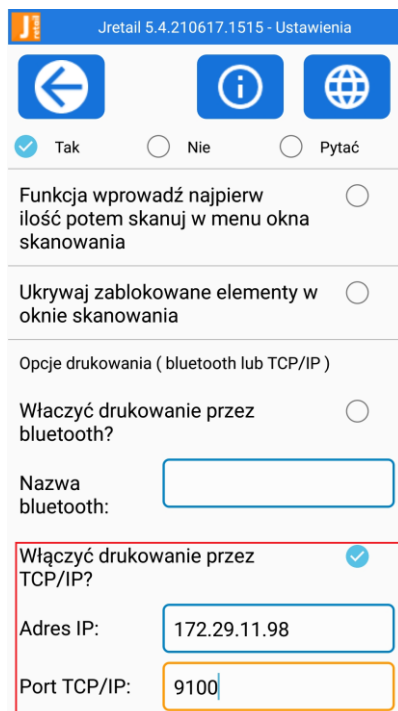 J
retail
Jretail 5.4.210617.1515 - Ustawienia
Tak
Nie
Pytać
Funkcja wprowadź najpierw
ilość potem skanuj w menu okna
skanowania
Ukrywaj zablokowane elementy w
oknie skanowania
Opcje drukowania ( bluetooth lub TCP/IP )
Właczyć drukowanie przez
bluetooth?
Nazwa
bluetooth:
Włączyć drukowanie przez
TCP/IP?
Adres IP:
172.29.11.98
Port TCP/IP:
9100